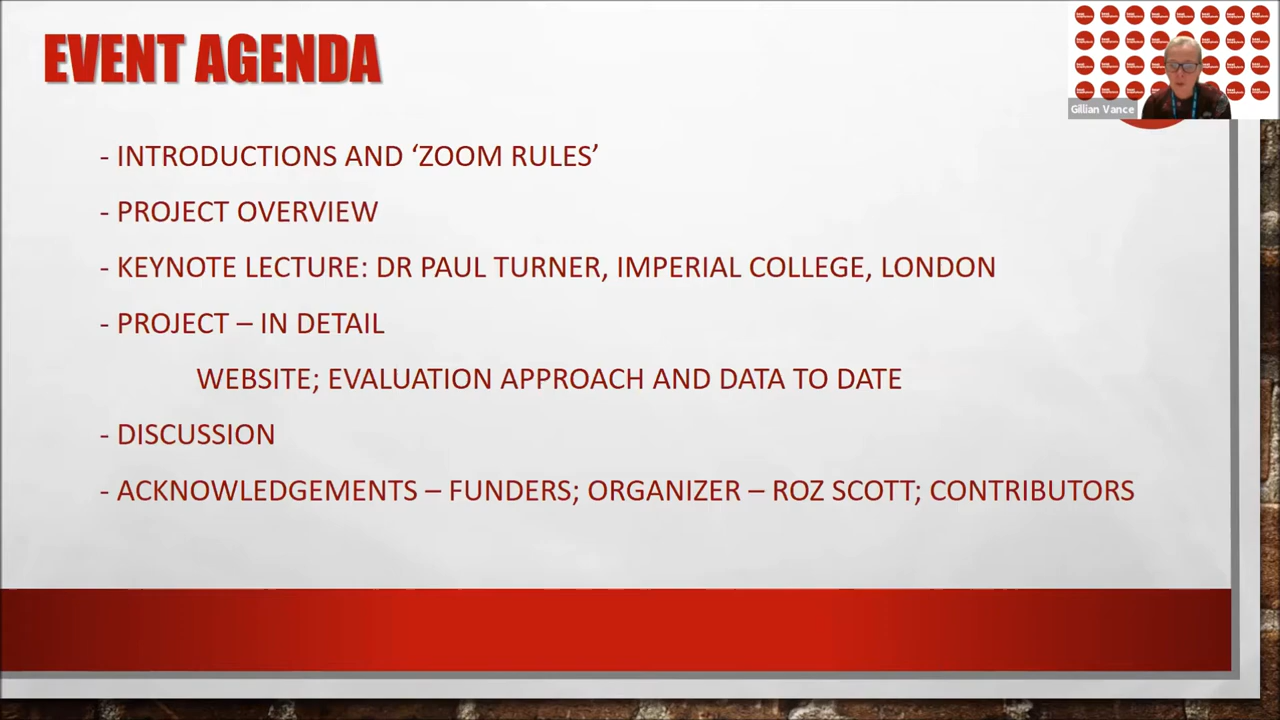 EVENT AGENDA
- INTRODUCTIONS AND ‘ZOOM RULES’
- PROJECT OVERVIEW
- KEYNOTE LECTURE: DR PAUL TURNER, IMPERIAL COLLEGE, LONDON
- PROJECT – IN DETAIL
WEBSITE; EVALUATION APPROACH AND DATA TO DATE
- DISCUSSION
- ACKNOWLEDGEMENTS – FUNDERS; ORGANIZER – ROZ SCOTT; CONTRIBUTORS
Gillian Vance